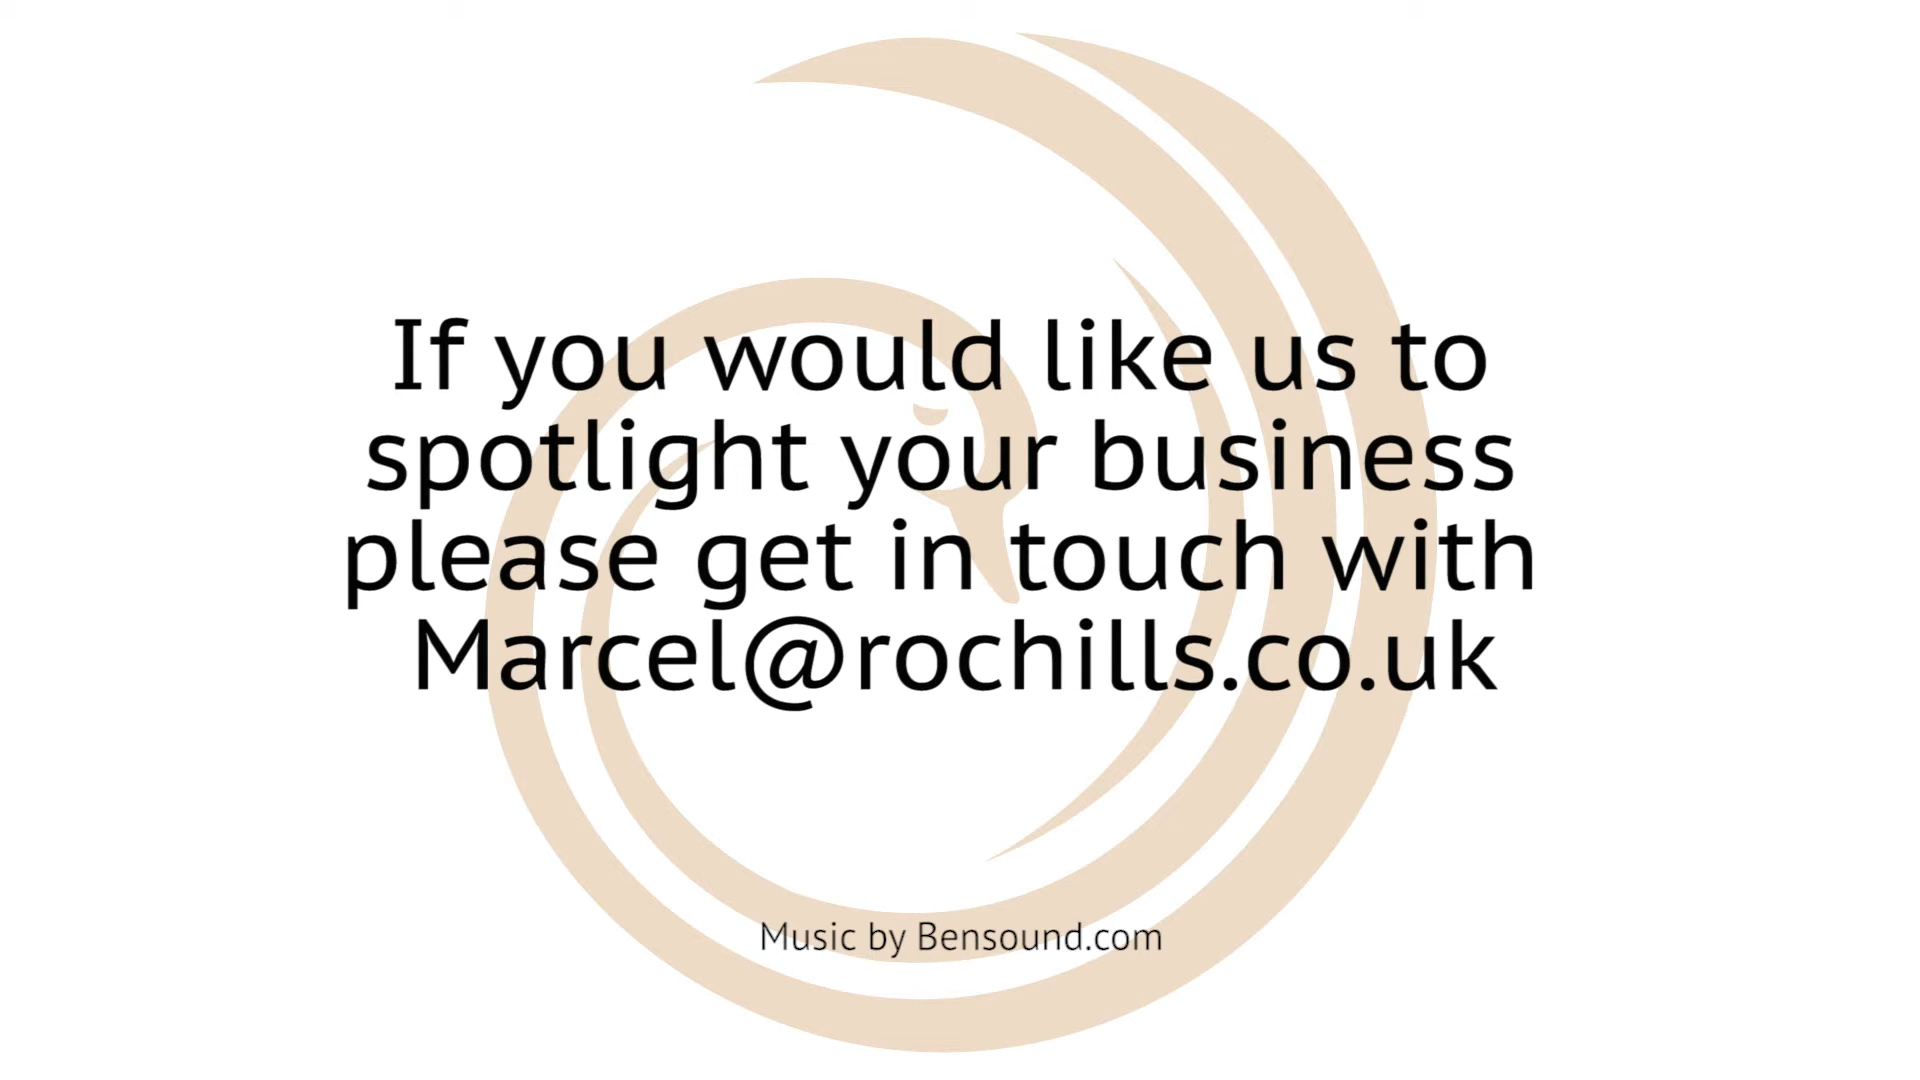 If you would like us to
spotlight your business
please get in touch with
Marcel@rochills.co.uk
Music by Bensound.com